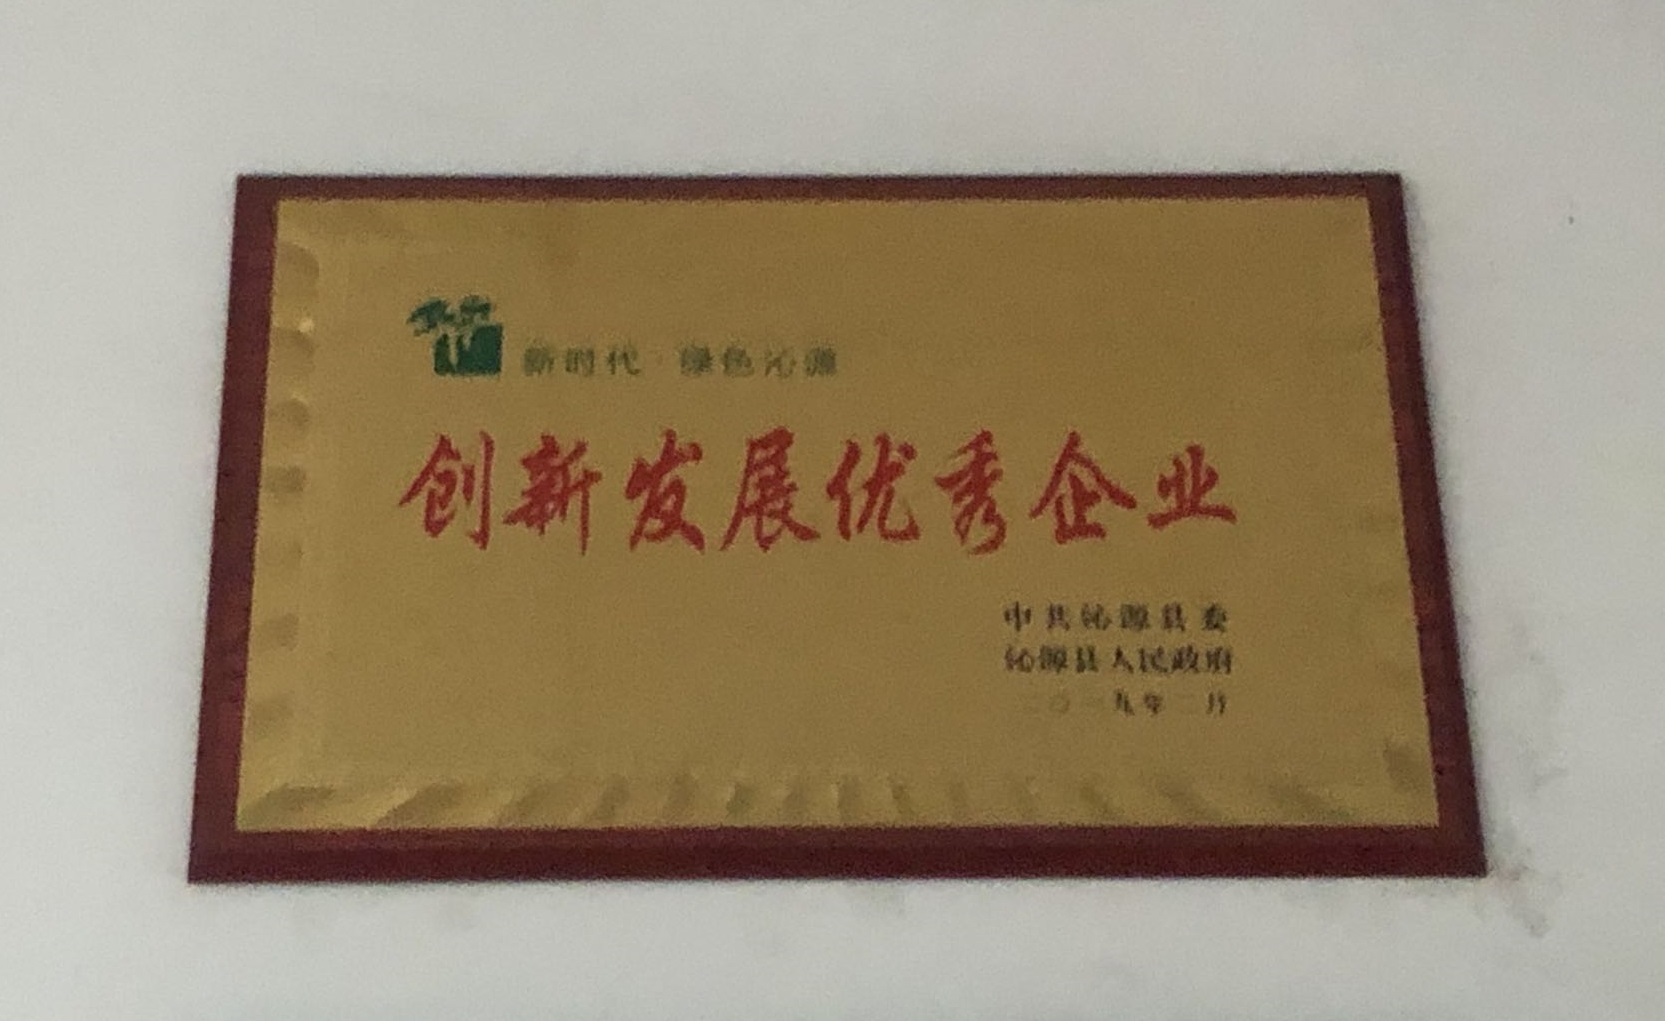 新时代·绿色沁源
创新发展优秀企业
中共沁源县委
沁源县人民政府
二〇一九年二月